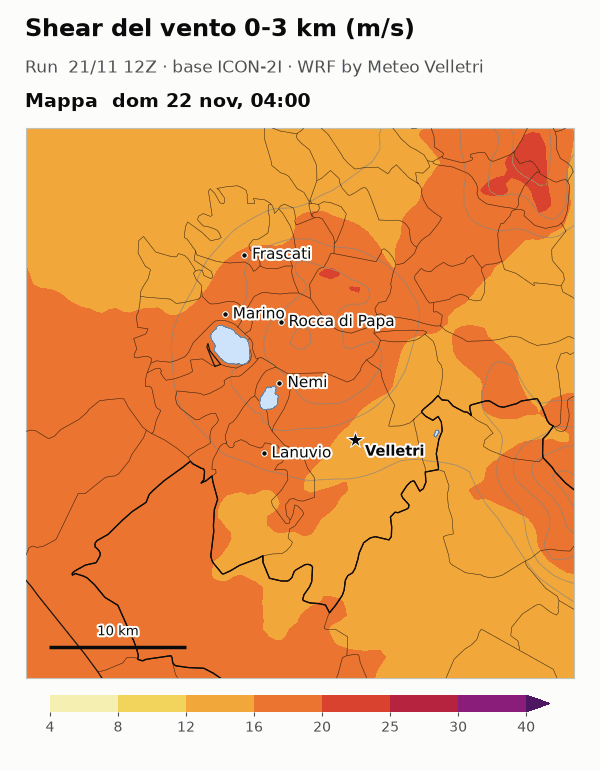 Shear del vento 0-3 km (m/s)
Run  21/11 12Z · base ICON-2I · WRF by Meteo Velletri
Mappa  dom 22 nov, 04:00
Frascati
Marino
Rocca di Papa
Nemi
Velletri
Lanuvio
10 km
4 8 12 16 20 25 30 40